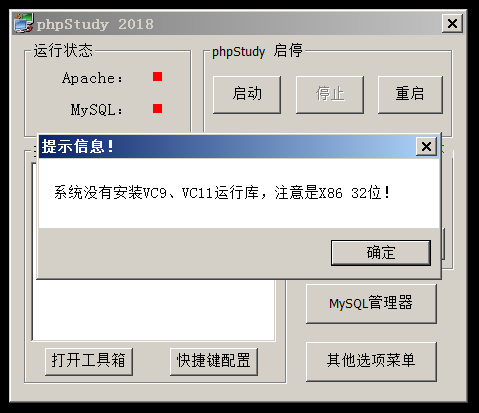 phpStudy 2018
运行状态
phpStudy 启停
Apache:
MySQL:
启动
停止
重启
提示信息!
系统没有安装VC9、VC11运行库，注意是X86 32位!
确定
MySQL管理器
打开工具箱
快捷键配置
其他选项菜单